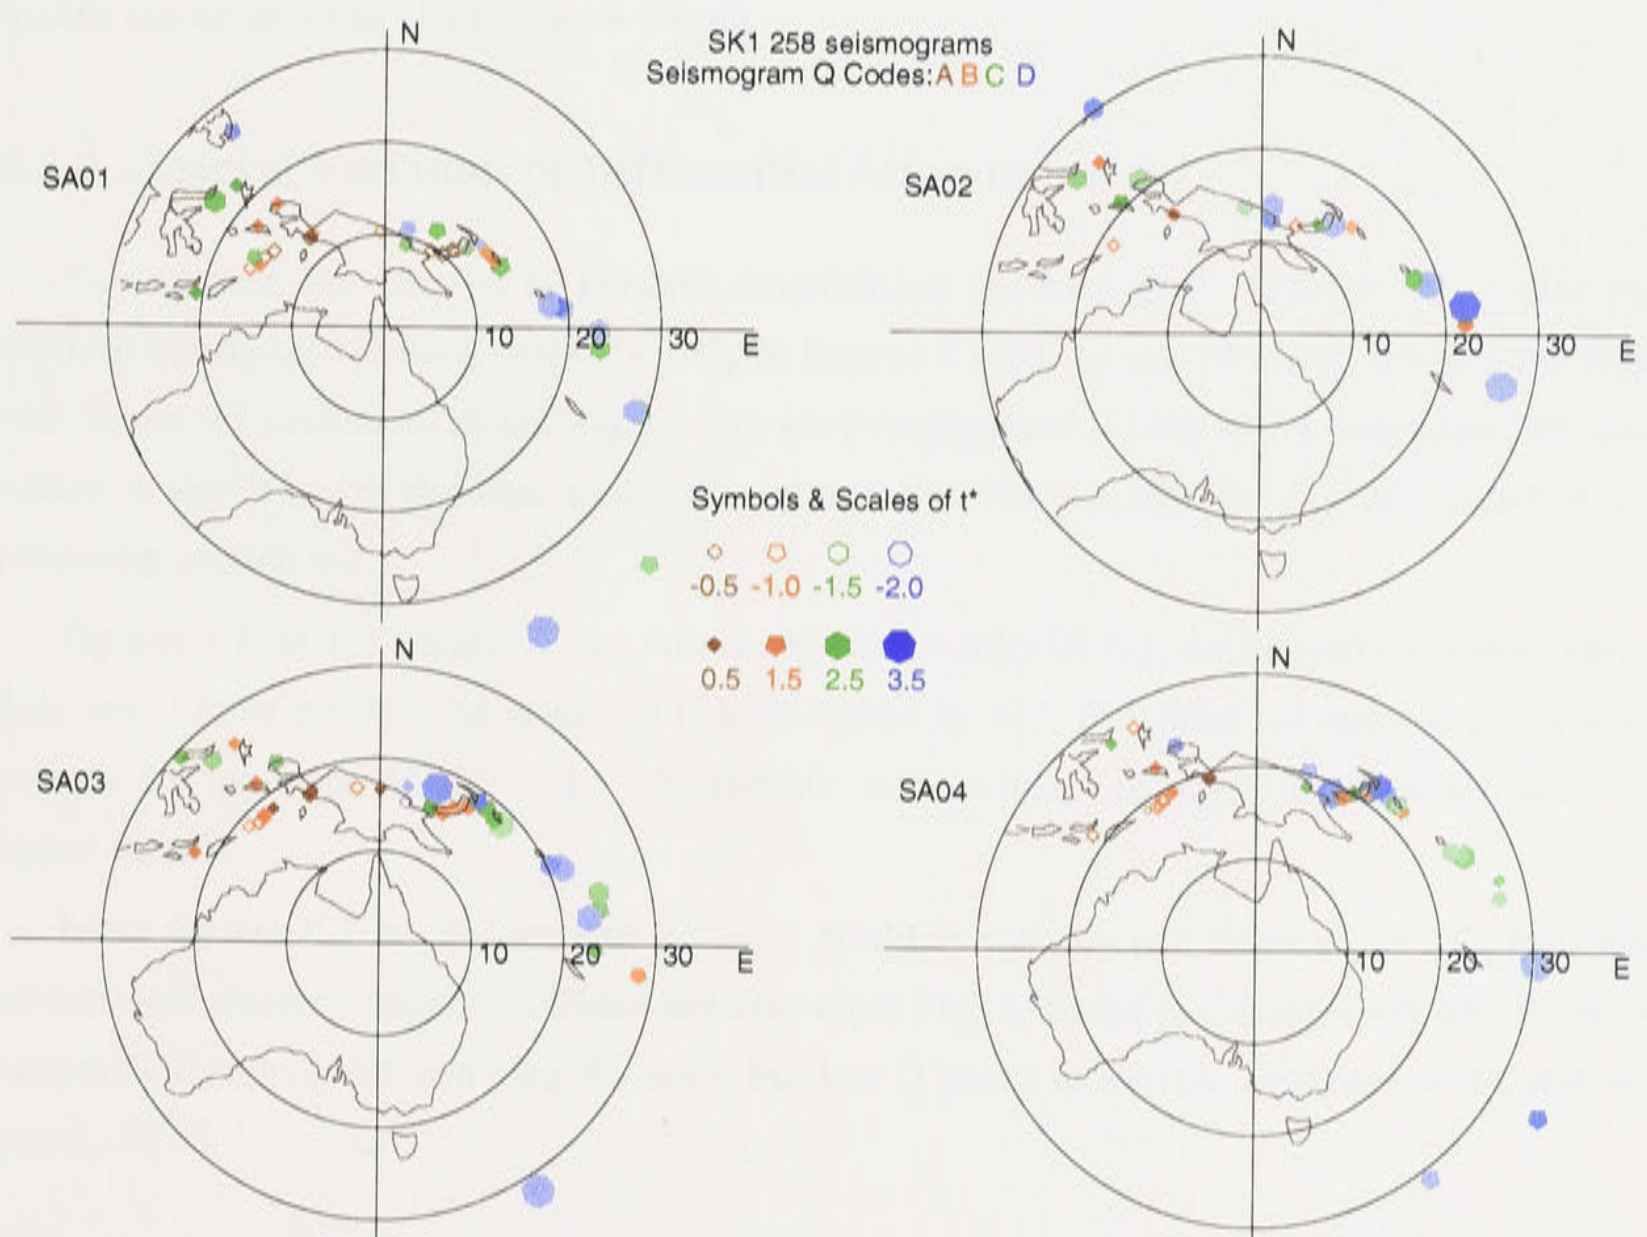 SK1 258 seismograms
Seismogram Q Codes: A B C D
N
SA01
10 20 30 E
N
SA02
10 20 30 E
Symbols & Scales of t*
-0.5 -1.0 -1.5 -2.0
0.5 1.5 2.5 3.5
N
SA03
10 20 30 E
N
SA04
10 20 30 E